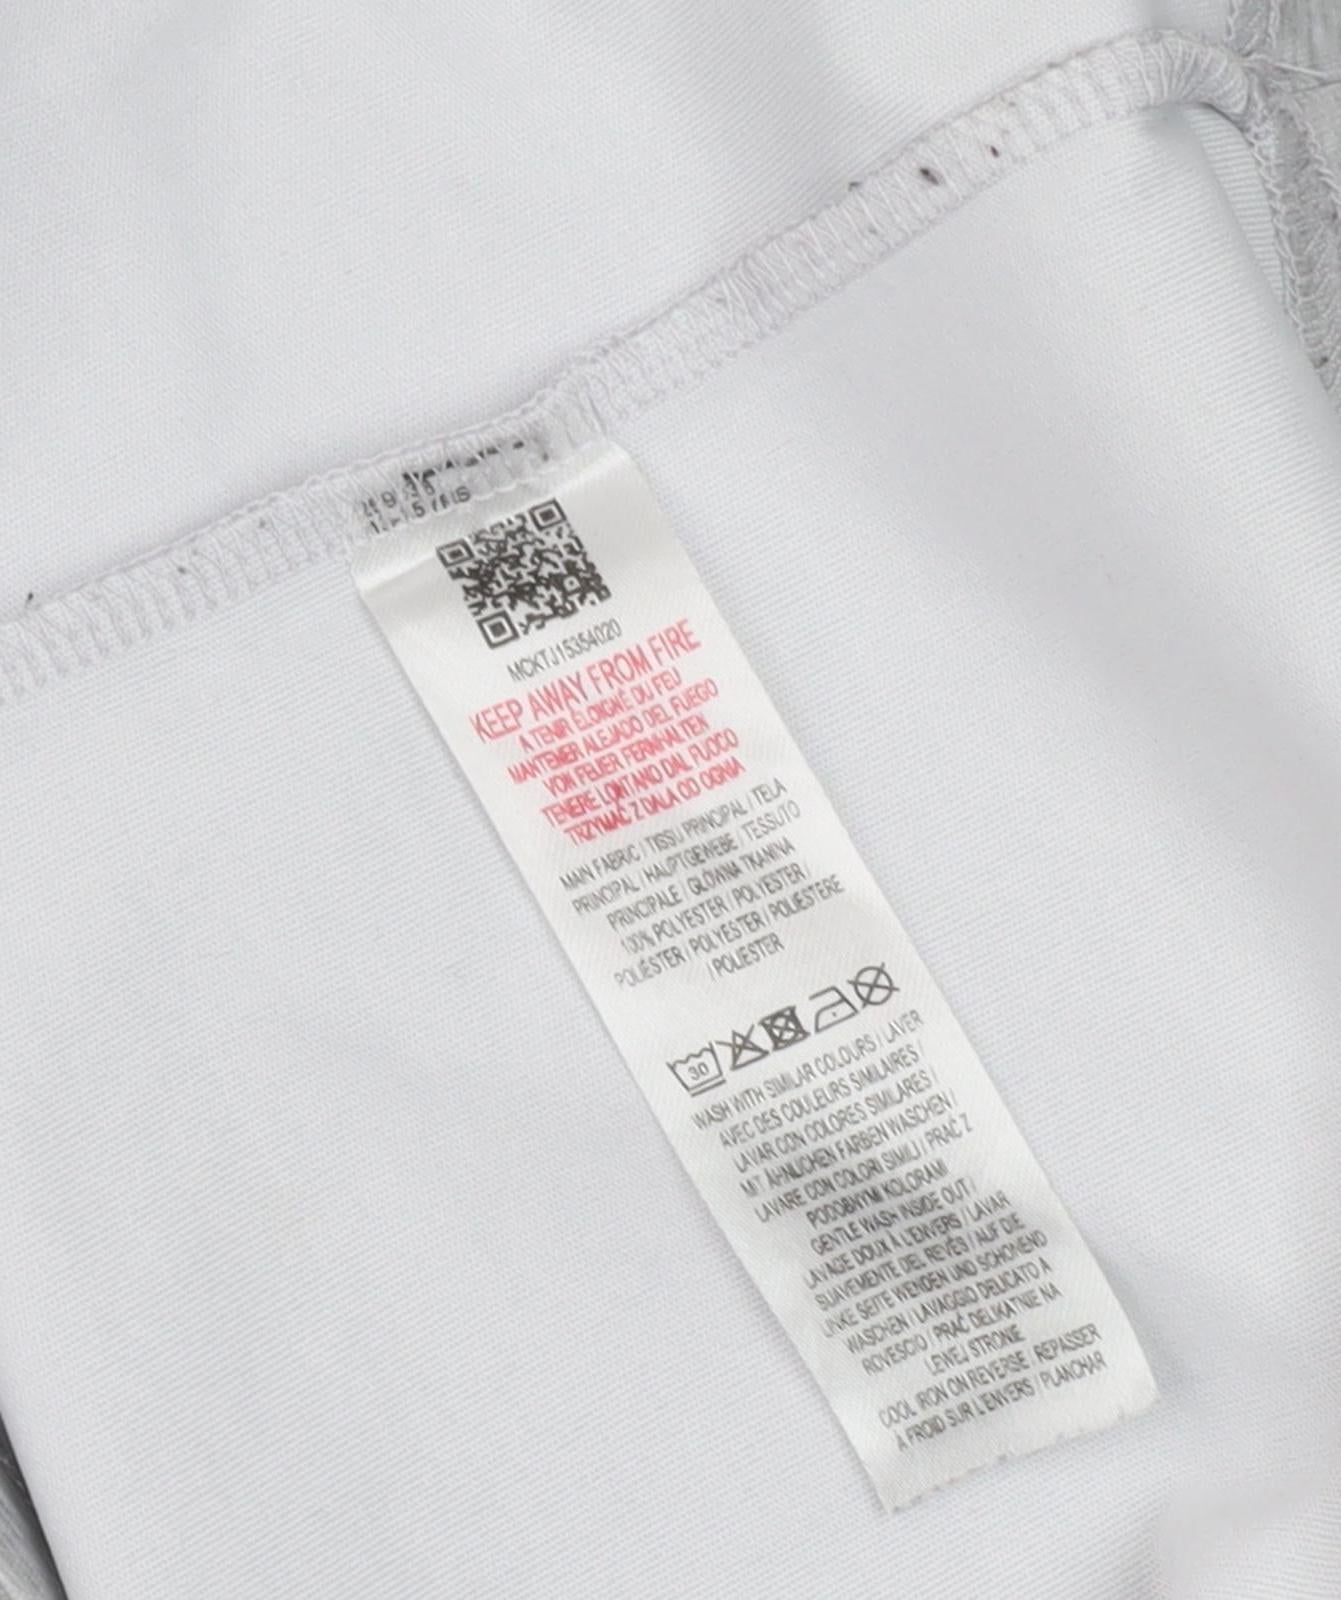 MCKTJ15354020
KEEP AWAY FROM FIRE
A TENIR ÉLOIGNÉ DU FEU
MANTENER ALEJADO DEL FUEGO
VON FEUER FERNHALTEN
TENERE LONTANO DAL FUOCO
TRZYMAĆ Z DALA OD OGNIA
MAIN FABRIC / TISSU PRINCIPAL / TELA
PRINCIPAL / HAUPTGEWEBE / TESSUTO
PRINCIPALE / GLÓWNA TKANINA
100% POLYESTER / POLYESTER /
POLIÉSTER / POLYESTER / POLIESTERE
/ POLIESTER
30
WASH WITH SIMILAR COLOURS / LAVER
AVEC DES COULEURS SIMILAIRES /
LAVAR CON COLORES SIMILARES /
MIT ÄHNLICHEN FARBEN WASCHEN /
LAVARE CON COLORI SIMILI / PRAĆ Z
PODOBNYMI KOLORAMI
GENTLE WASH INSIDE OUT /
LAVAGE DOUX À L'ENVERS / LAVAR
SUAVEMENTE DEL REVÉS / AUF DIE
LINKE SEITE WENDEN UND SCHONEND
WASCHEN / LAVAGGIO DELICATO A
ROVESCIO / PRAĆ DELIKATNIE NA
LEWEJ STRONIE
COOL IRON ON REVERSE REPASSER
À FROID SUR L'ENVERS / PLANCHAR